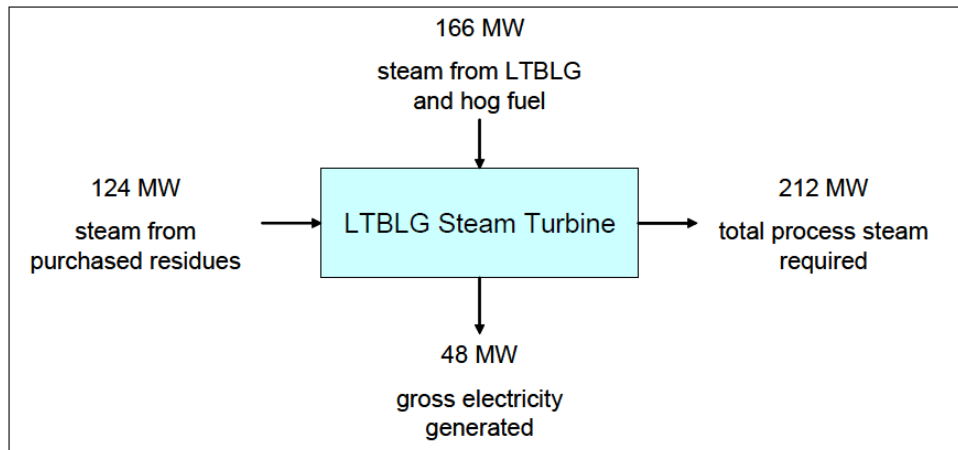 166 MW
steam from LTBLG
and hog fuel
124 MW
steam from
purchased residues
LTBLG Steam Turbine
212 MW
total process steam
required
48 MW
gross electricity
generated